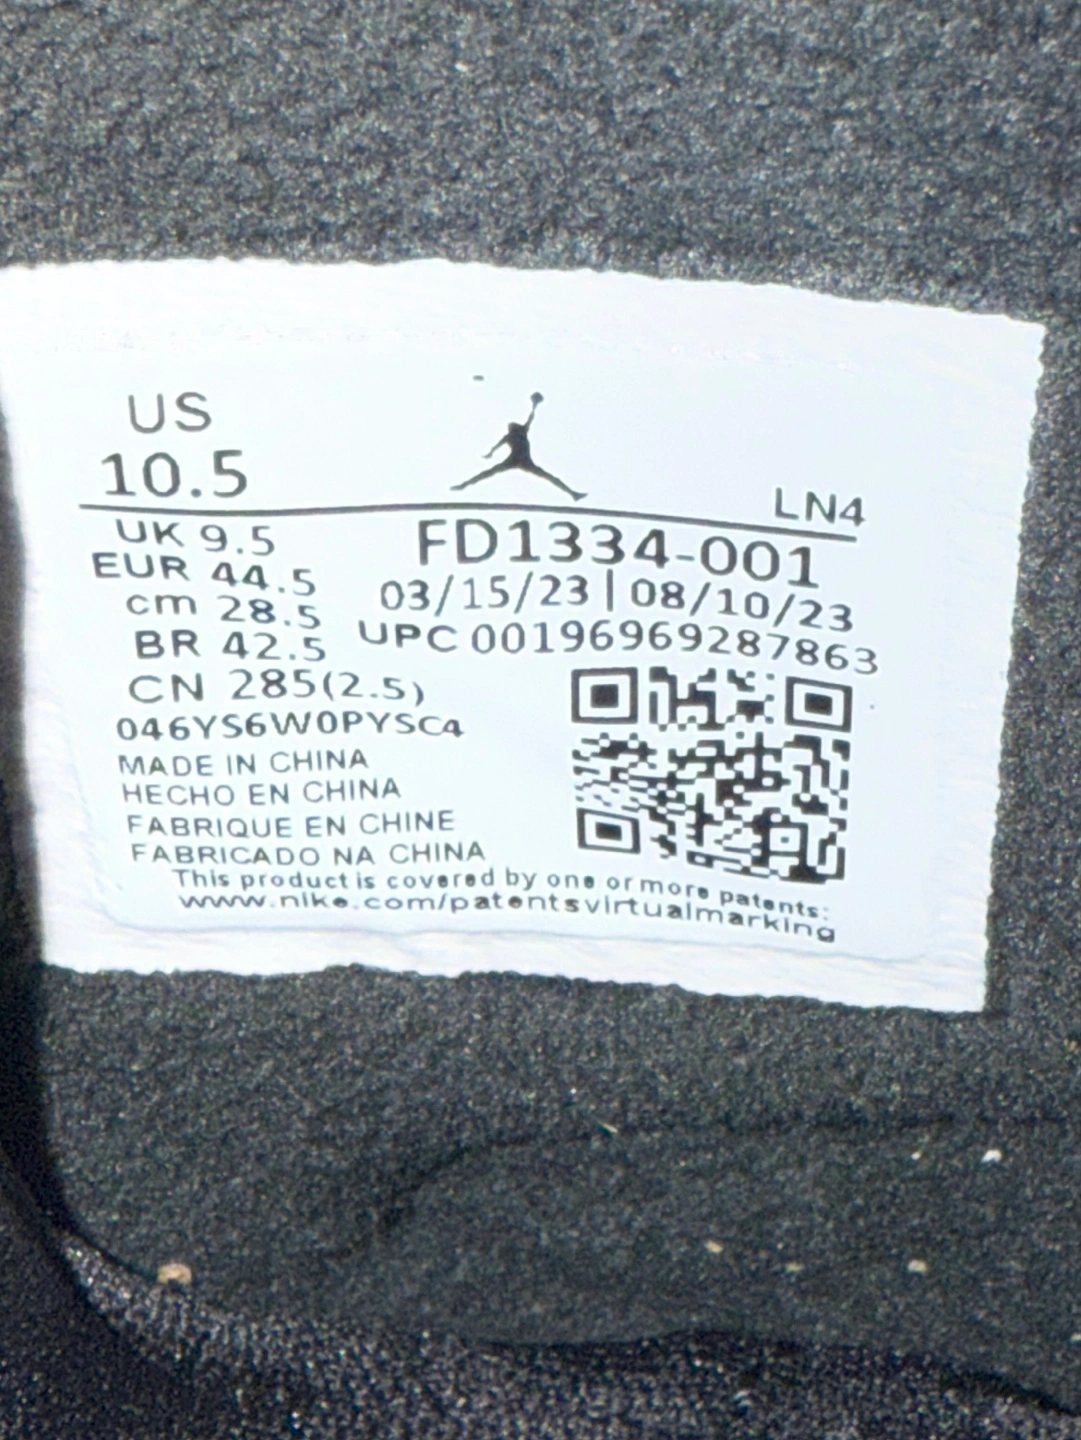 US
10.5
LN4
UK 9.5
FD1334-001
EUR 44.5
03/15/23 | 08/10/23
cm 28.5
UPC 00196969287863
BR 42.5
CN 285(2.5)
046YS6W0PYSC4
MADE IN CHINA
HECHO EN CHINA
FABRIQUE EN CHINE
FABRICADO NA CHINA
This product is covered by one or more patents:
www.nike.com/patentsvirtualmarking